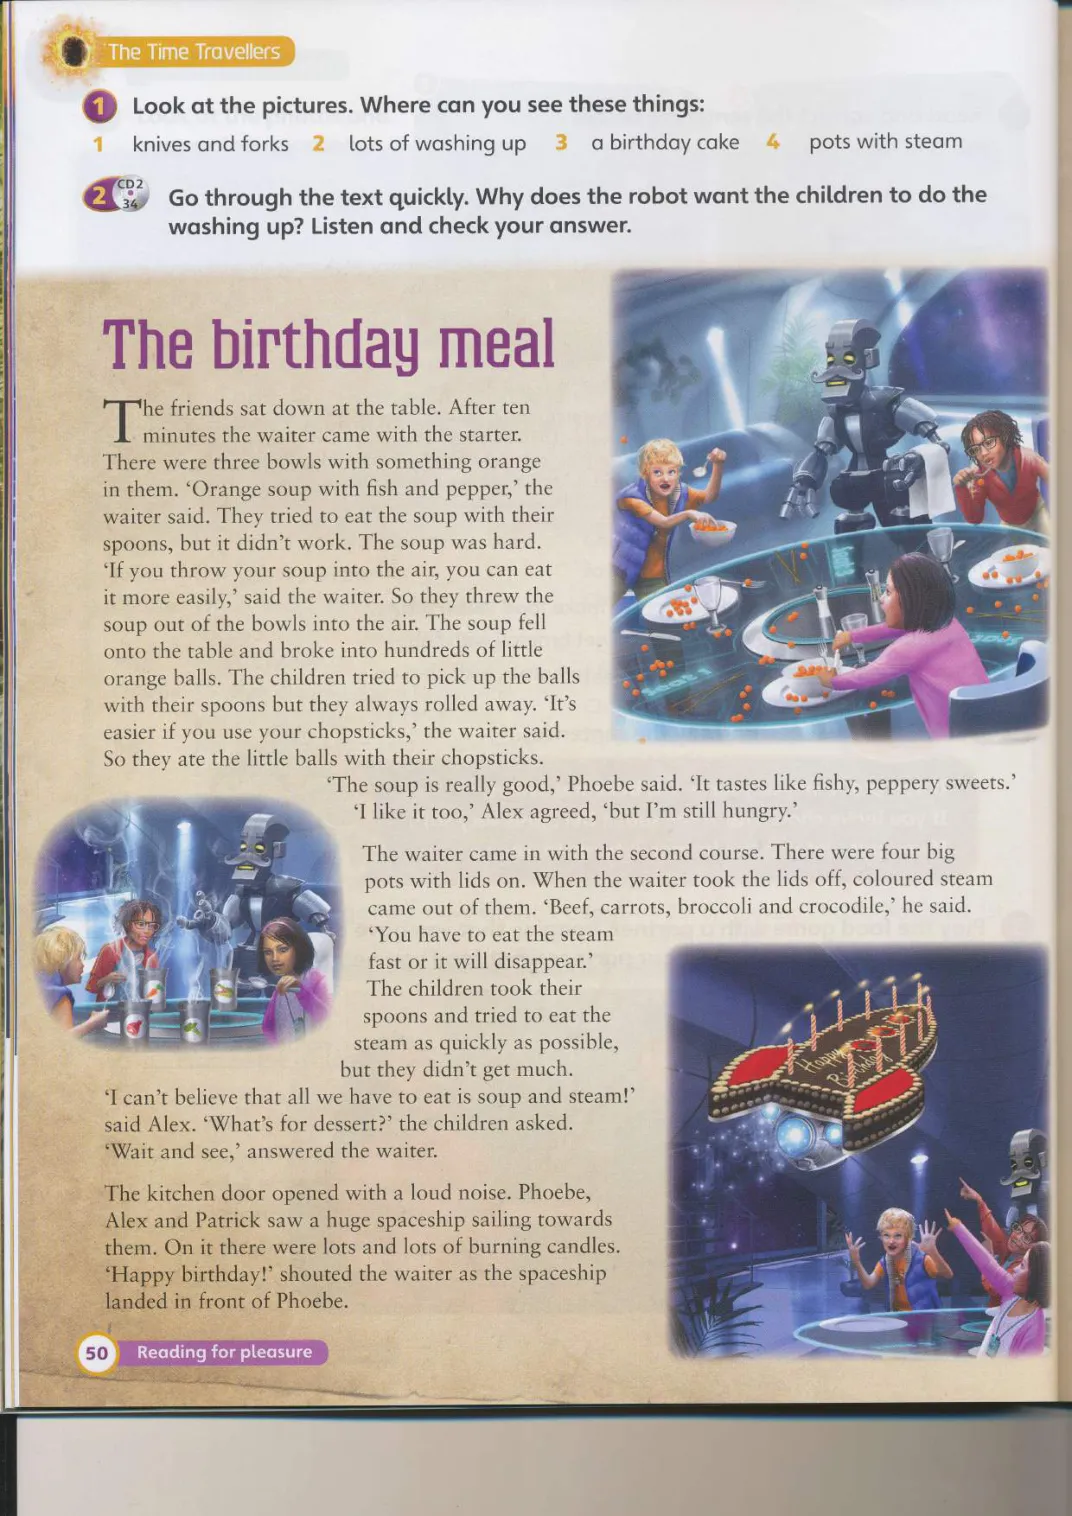 The Time Travellers
1 Look at the pictures. Where can you see these things:
1 knives and forks 2 lots of washing up 3 a birthday cake 4 pots with steam
2 CD2 34 Go through the text quickly. Why does the robot want the children to do the
washing up? Listen and check your answer.
The birthday meal
The friends sat down at the table. After ten
minutes the waiter came with the starter.
There were three bowls with something orange
in them. ‘Orange soup with fish and pepper,’ the
waiter said. They tried to eat the soup with their
spoons, but it didn’t work. The soup was hard.
‘If you throw your soup into the air, you can eat
it more easily,’ said the waiter. So they threw the
soup out of the bowls into the air. The soup fell
onto the table and broke into hundreds of little
orange balls. The children tried to pick up the balls
with their spoons but they always rolled away. ‘It’s
easier if you use your chopsticks,’ the waiter said.
So they ate the little balls with their chopsticks.
‘The soup is really good,’ Phoebe said. ‘It tastes like fishy, peppery sweets.’
‘I like it too,’ Alex agreed, ‘but I’m still hungry.’
The waiter came in with the second course. There were four big
pots with lids on. When the waiter took the lids off, coloured steam
came out of them. ‘Beef, carrots, broccoli and crocodile,’ he said.
‘You have to eat the steam
fast or it will disappear.’
The children took their
spoons and tried to eat the
steam as quickly as possible,
but they didn’t get much.
‘I can’t believe that all we have to eat is soup and steam!’
said Alex. ‘What’s for dessert?’ the children asked.
‘Wait and see,’ answered the waiter.
The kitchen door opened with a loud noise. Phoebe,
Alex and Patrick saw a huge spaceship sailing towards
them. On it there were lots and lots of burning candles.
‘Happy birthday!’ shouted the waiter as the spaceship
landed in front of Phoebe.
Happy
Birthday
50 Reading for pleasure